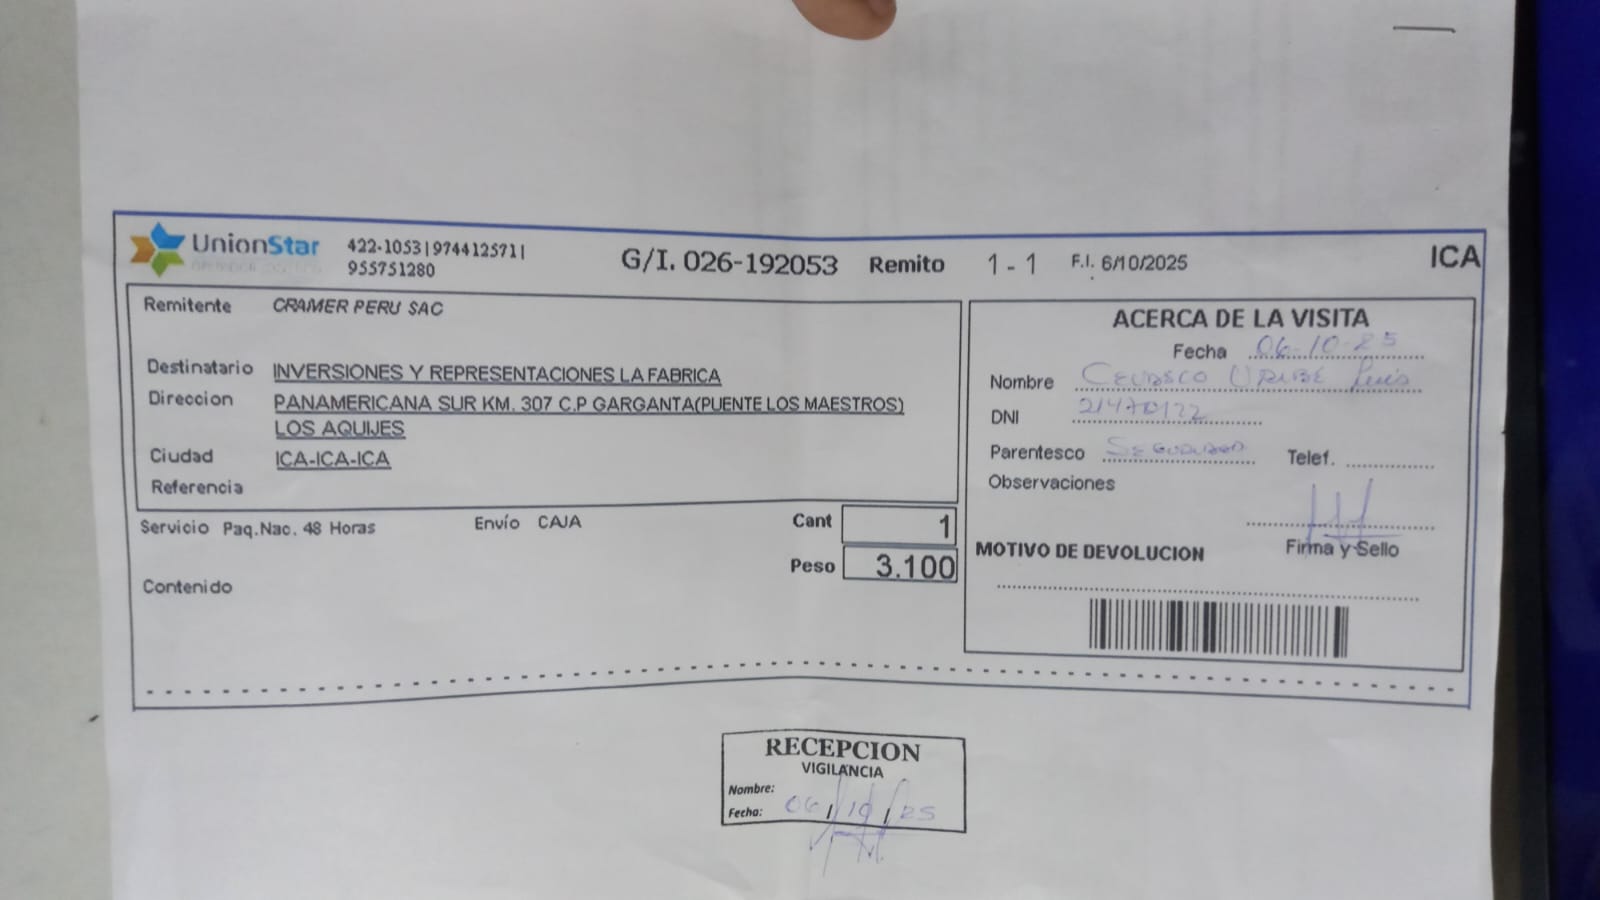 UnionStar
422-1053|974412571|
955751280
G/I. 026-192053 Remito 1 - 1 F.I. 6/10/2025
ICA
Remitente CRAMER PERU SAC
Destinatario INVERSIONES Y REPRESENTACIONES LA FABRICA
Direccion PANAMERICANA SUR KM. 307 C.P GARGANTA(PUENTE LOS MAESTROS)
LOS AQUIJES
Ciudad ICA-ICA-ICA
Referencia
Servicio Paq.Nac. 48 Horas Envío CAJA Cant 1
Peso 3.100
Contenido
ACERCA DE LA VISITA
Fecha 06-10-25
Nombre URIBE Luis
DNI
Parentesco Telef.
Observaciones
Firma y Sello
MOTIVO DE DEVOLUCION
RECEPCION
VIGILANCIA
Nombre:
Fecha: 06/10/25